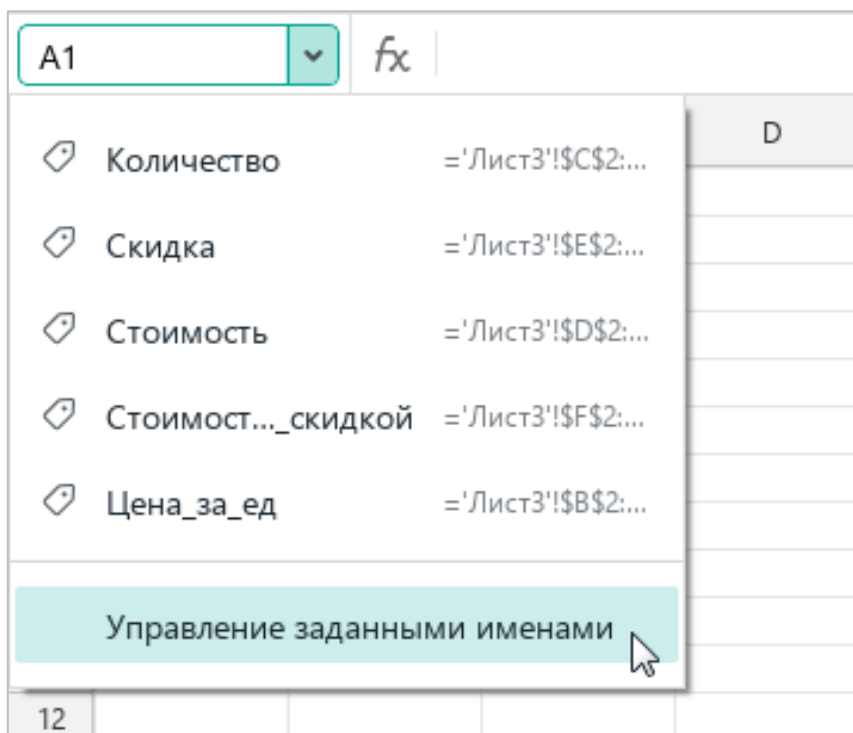 A1 fx
D
Количество ='Лист3'!$C$2:...
Скидка ='Лист3'!$E$2:...
Стоимость ='Лист3'!$D$2:...
Стоимост..._скидкой ='Лист3'!$F$2:...
Цена_за_ед ='Лист3'!$B$2:...
Управление заданными именами
12